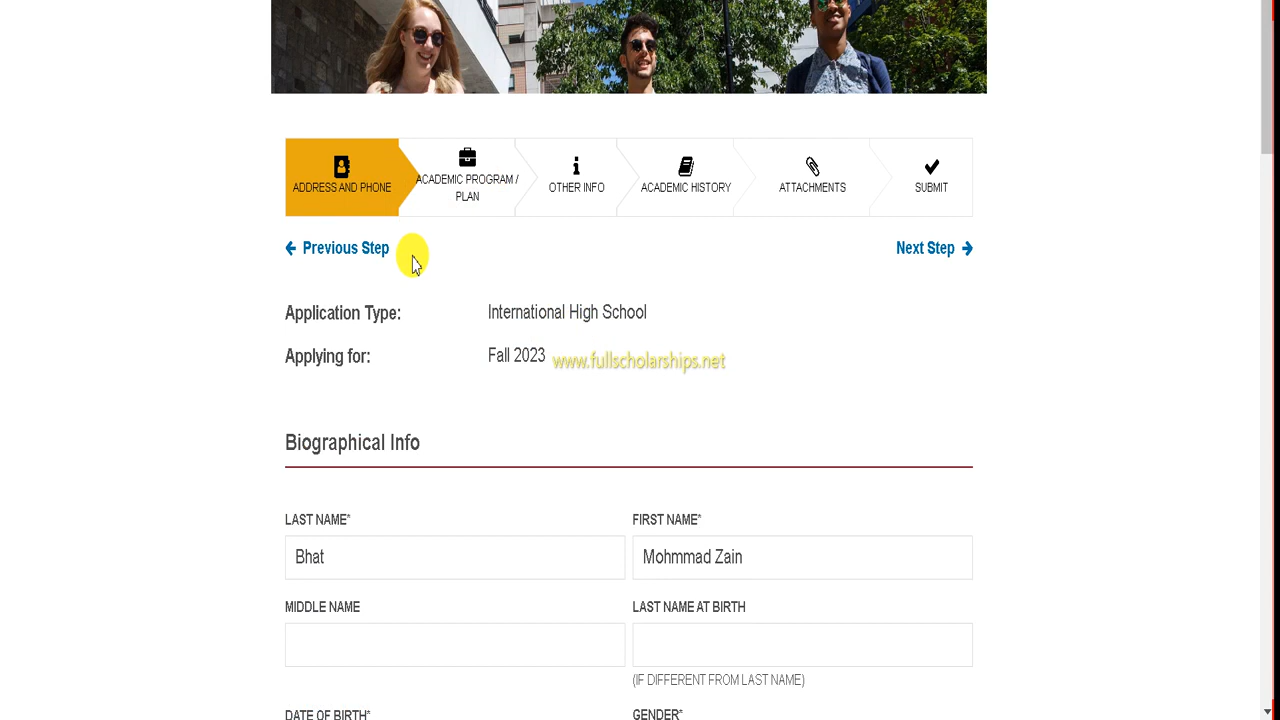 ADDRESS AND PHONE
ACADEMIC PROGRAM /
PLAN
OTHER INFO
ACADEMIC HISTORY
ATTACHMENTS
SUBMIT
Previous Step
Next Step
Application Type: International High School
Applying for: Fall 2023
www.fullscholarships.net
Biographical Info
LAST NAME* FIRST NAME*
Bhat Mohmmad Zain
MIDDLE NAME LAST NAME AT BIRTH
(IF DIFFERENT FROM LAST NAME)
DATE OF BIRTH* GENDER*